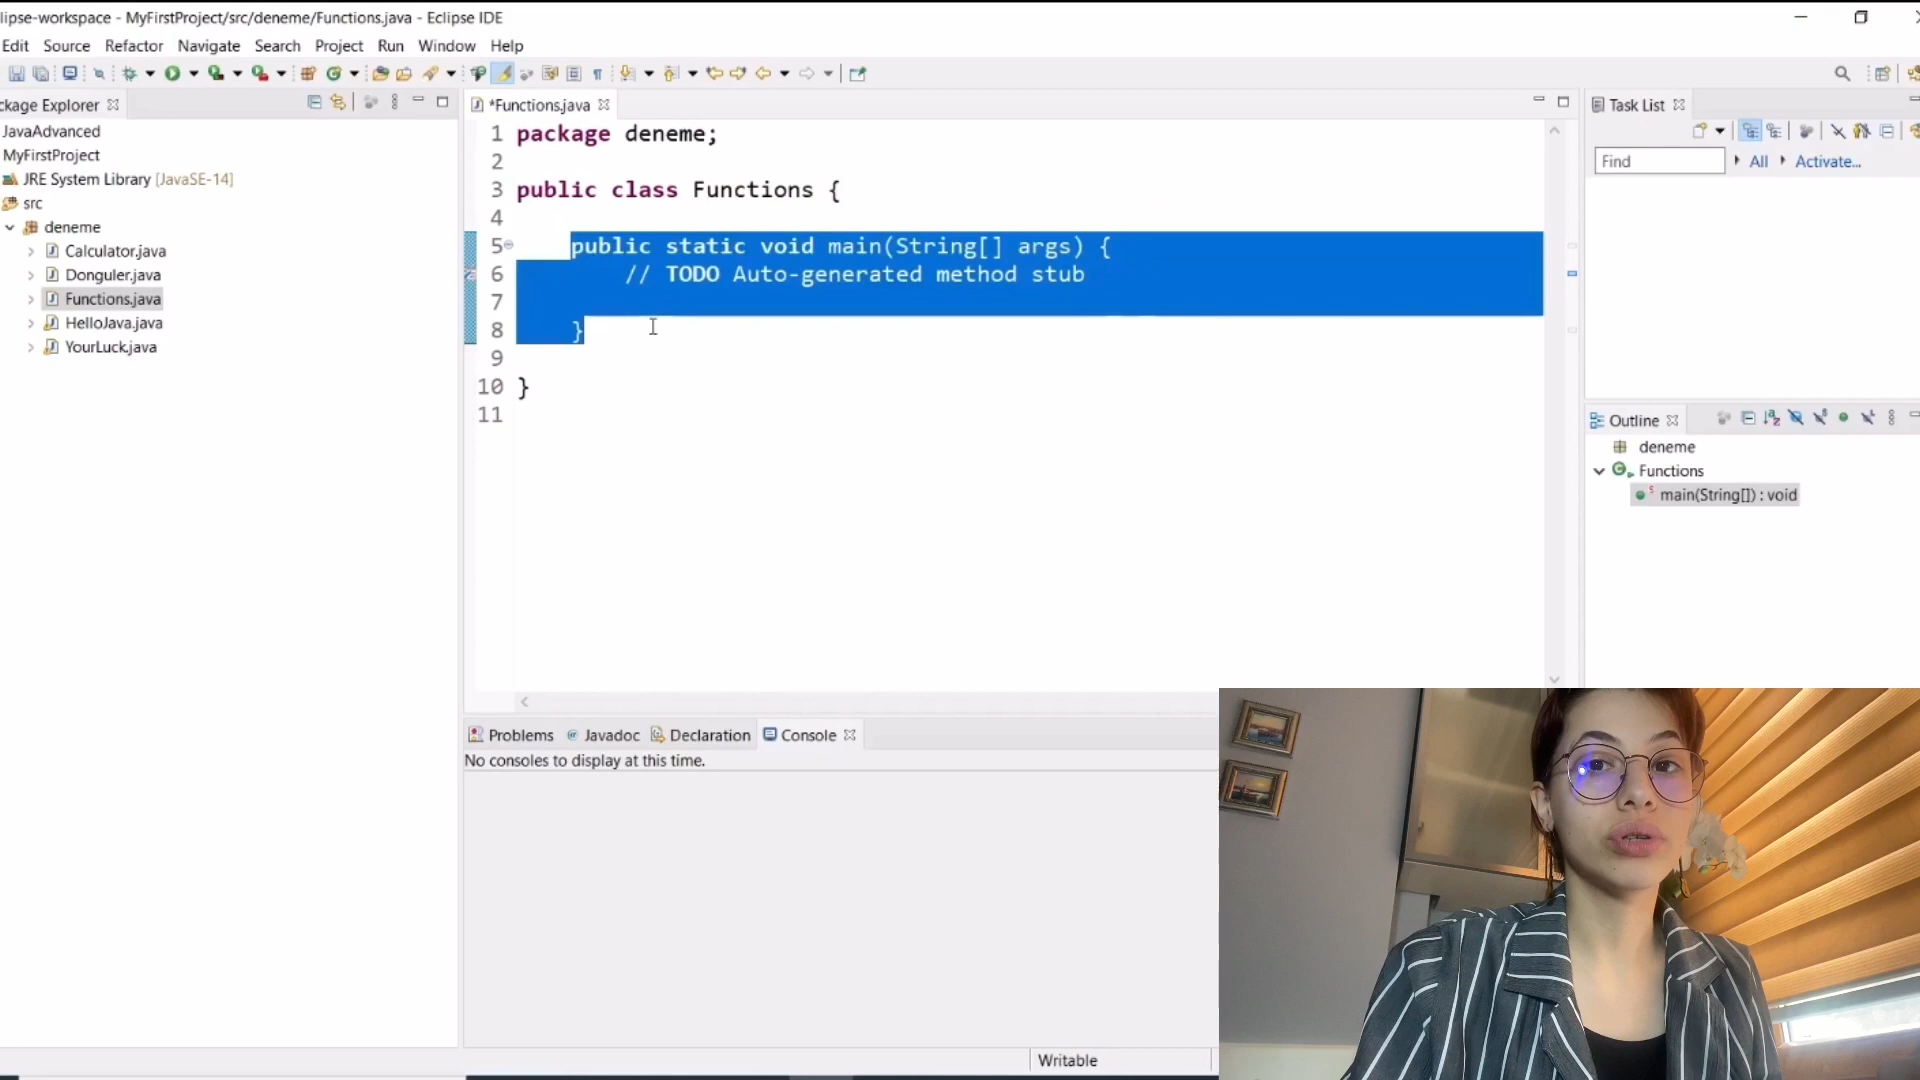 lipse-workspace - MyFirstProject/src/deneme/Functions.java - Eclipse IDE
Edit Source Refactor Navigate Search Project Run Window Help
ckage Explorer
JavaAdvanced
MyFirstProject
JRE System Library [JavaSE-14]
src
deneme
Calculator.java
Donguler.java
Functions.java
HelloJava.java
YourLuck.java
*Functions.java
1 package deneme;
2
3 public class Functions {
4
5 public static void main(String[] args) {
6 // TODO Auto-generated method stub
7
8 }
9
10 }
11
Task List
Find All Activate...
Outline
deneme
Functions
main(String[]) : void
Problems Javadoc Declaration Console
No consoles to display at this time.
Writable